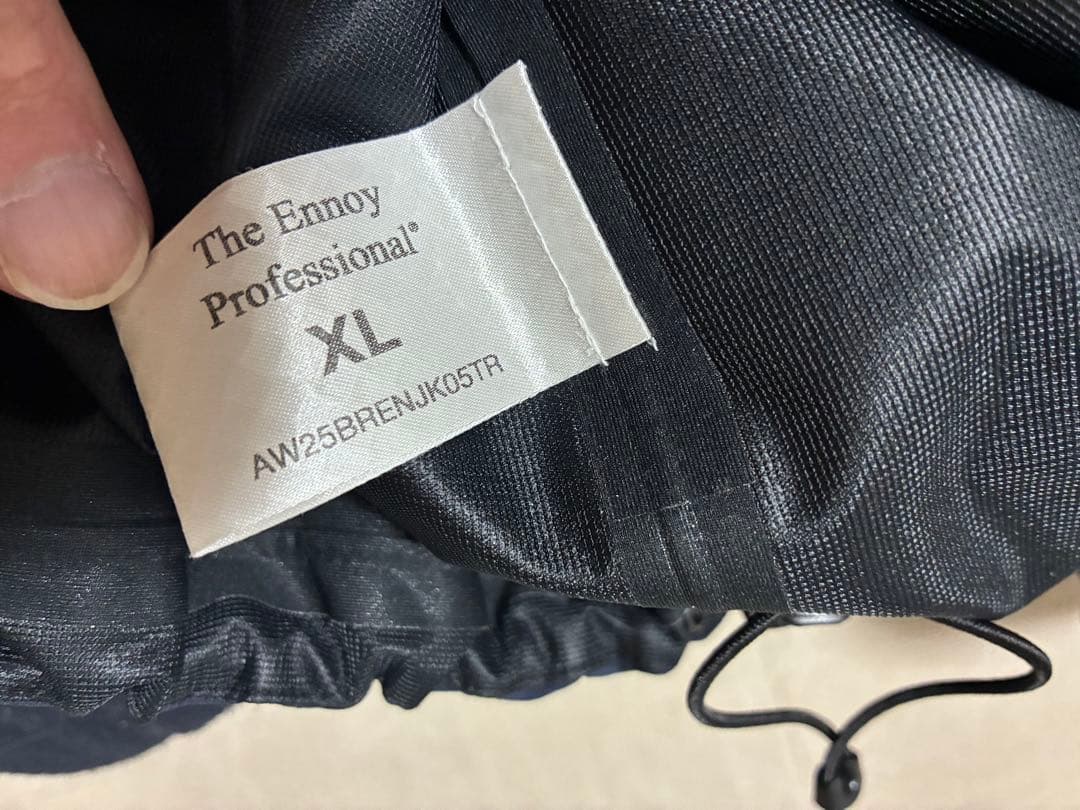 The Ennoy
Professional®
XL
AW25BRENJK05TR